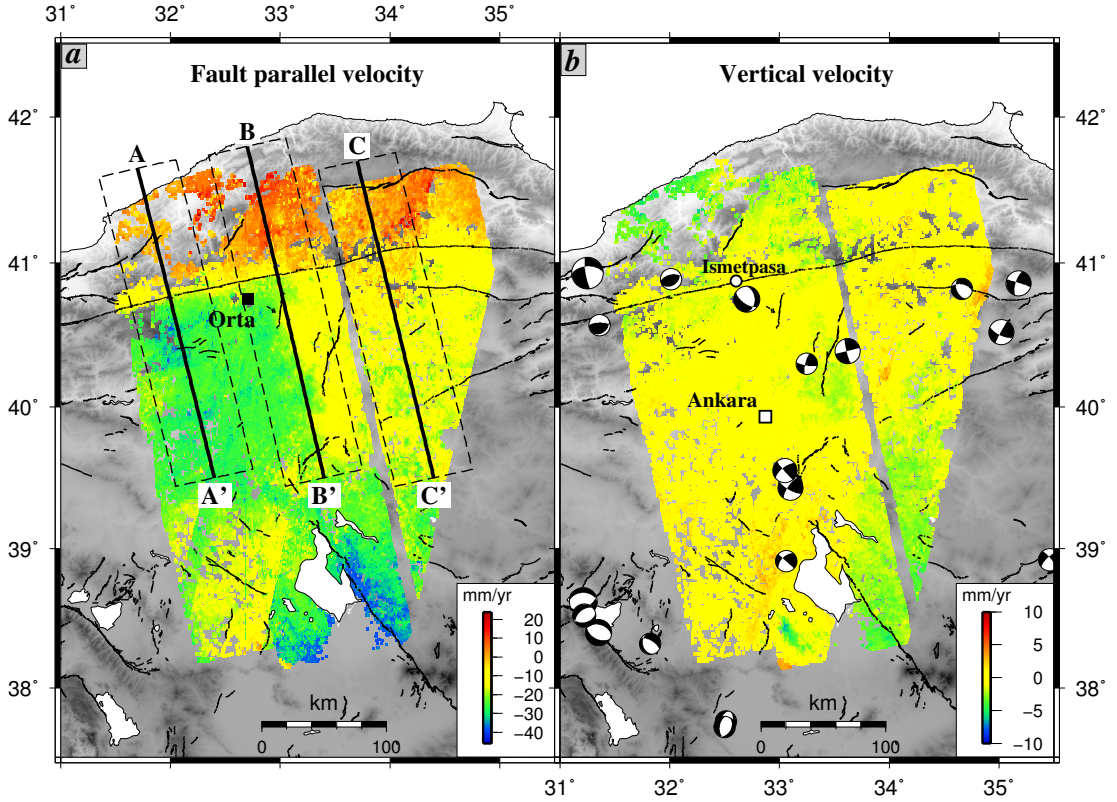 31˚ 32˚ 33˚ 34˚ 35˚
a
Fault parallel velocity
b
Vertical velocity
42˚
42˚
A
B
C
41˚
41˚
Ismetpasa
Orta
40˚
40˚
Ankara
A'
B'
C'
39˚
39˚
mm/yr
20
10
0
−10
−20
−30
−40
mm/yr
10
5
0
−5
−10
38˚
38˚
km
0 100
km
0 100
31˚ 32˚ 33˚ 34˚ 35˚